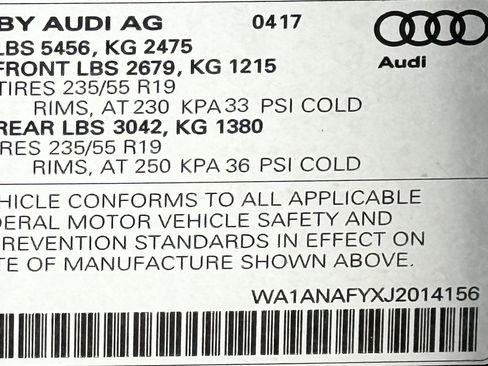 BY AUDI AG 0417
LBS 5456, KG 2475
FRONT LBS 2679, KG 1215
TIRES 235/55 R19
RIMS, AT 230 KPA 33 PSI COLD
REAR LBS 3042, KG 1380
IRES 235/55 R19
RIMS, AT 250 KPA 36 PSI COLD
Audi
HICLE CONFORMS TO ALL APPLICABLE
DERAL MOTOR VEHICLE SAFETY AND
REVENTION STANDARDS IN EFFECT ON
TE OF MANUFACTURE SHOWN ABOVE.
WA1ANAFYXJ2014156